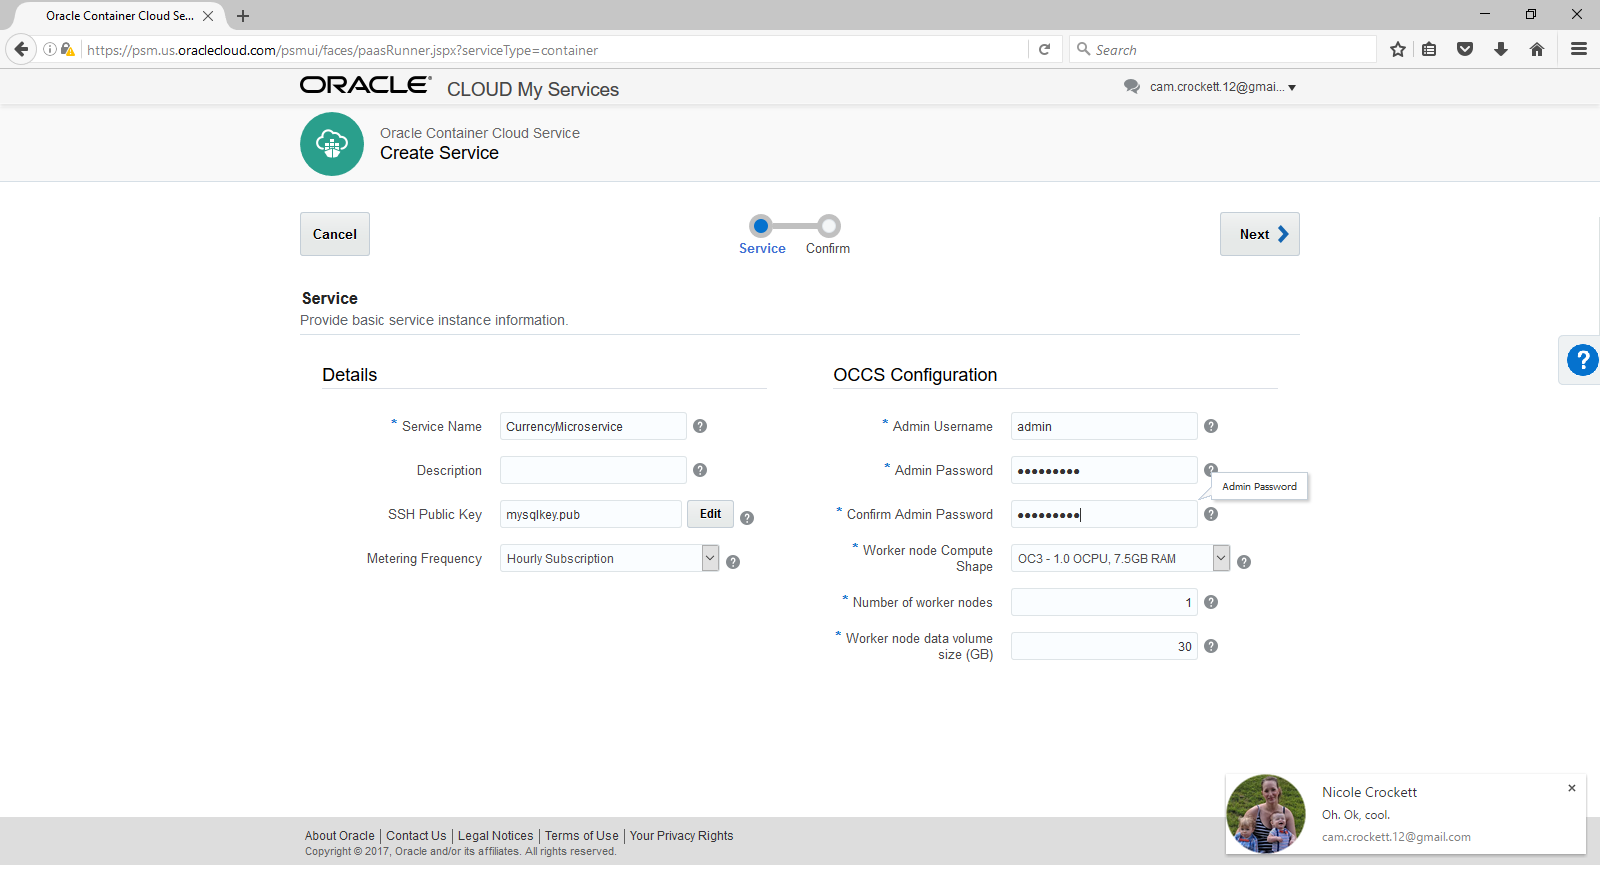 Oracle Container Cloud Se...
https://psm.us.oraclecloud.com/psmui/faces/paasRunner.jspx?serviceType=container
Search
ORACLE CLOUD My Services
cam.crockett.12@gmai...
Oracle Container Cloud Service
Create Service
Cancel
Service
Confirm
Next
Service
Provide basic service instance information.
Details
* Service Name
CurrencyMicroservice
Description
SSH Public Key
mysqlkey.pub
Edit
Metering Frequency
Hourly Subscription
OCCS Configuration
* Admin Username
admin
* Admin Password
●●●●●●●●●
Admin Password
* Confirm Admin Password
●●●●●●●●●
* Worker node Compute
Shape
OC3 - 1.0 OCPU, 7.5GB RAM
* Number of worker nodes
1
* Worker node data volume
size (GB)
30
Nicole Crockett
Oh. Ok, cool.
cam.crockett.12@gmail.com
About Oracle | Contact Us | Legal Notices | Terms of Use | Your Privacy Rights
Copyright © 2017, Oracle and/or its affiliates. All rights reserved.